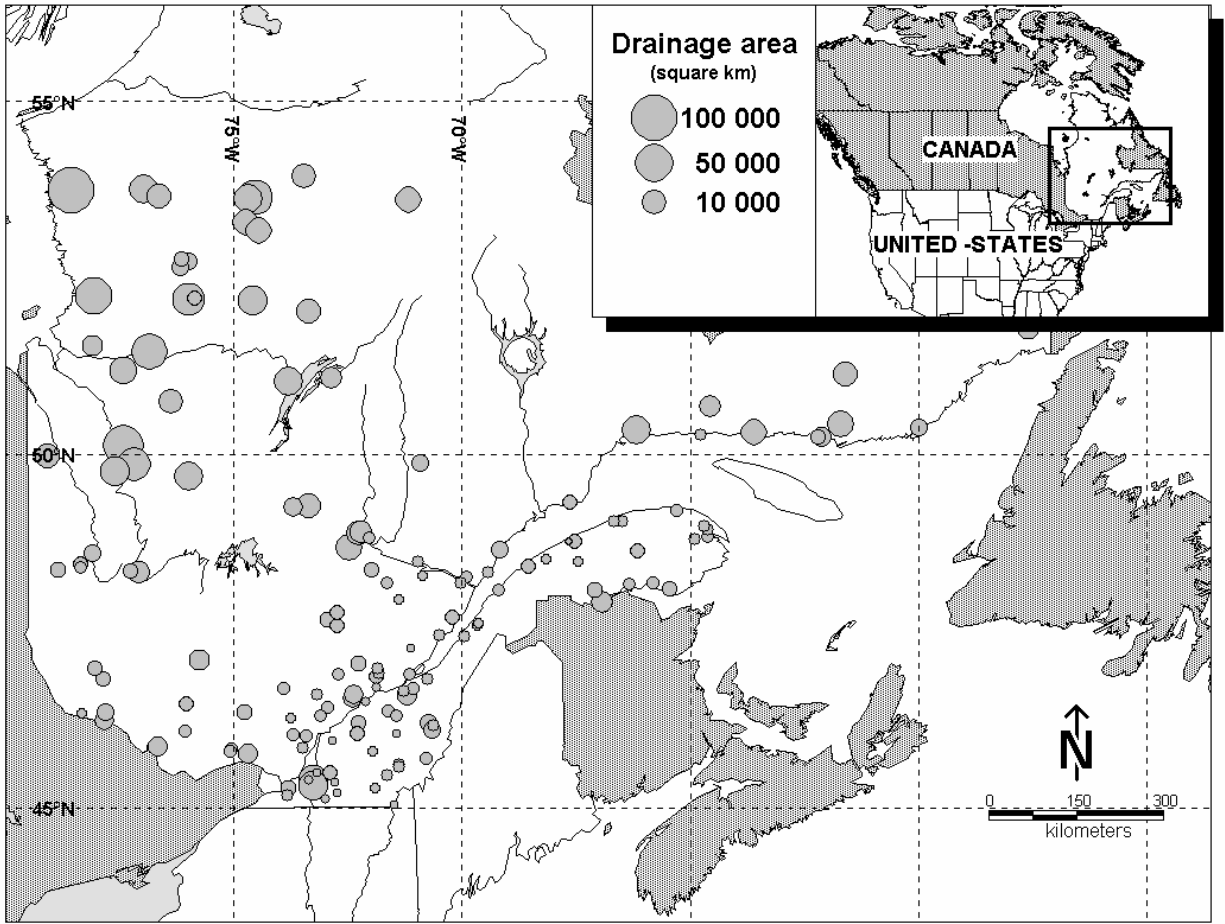 Drainage area
(square km)
100 000
50 000
10 000
CANADA
UNITED -STATES
55°N
75°W
70°W
50°N
45°N
N
0 150 300
kilometers